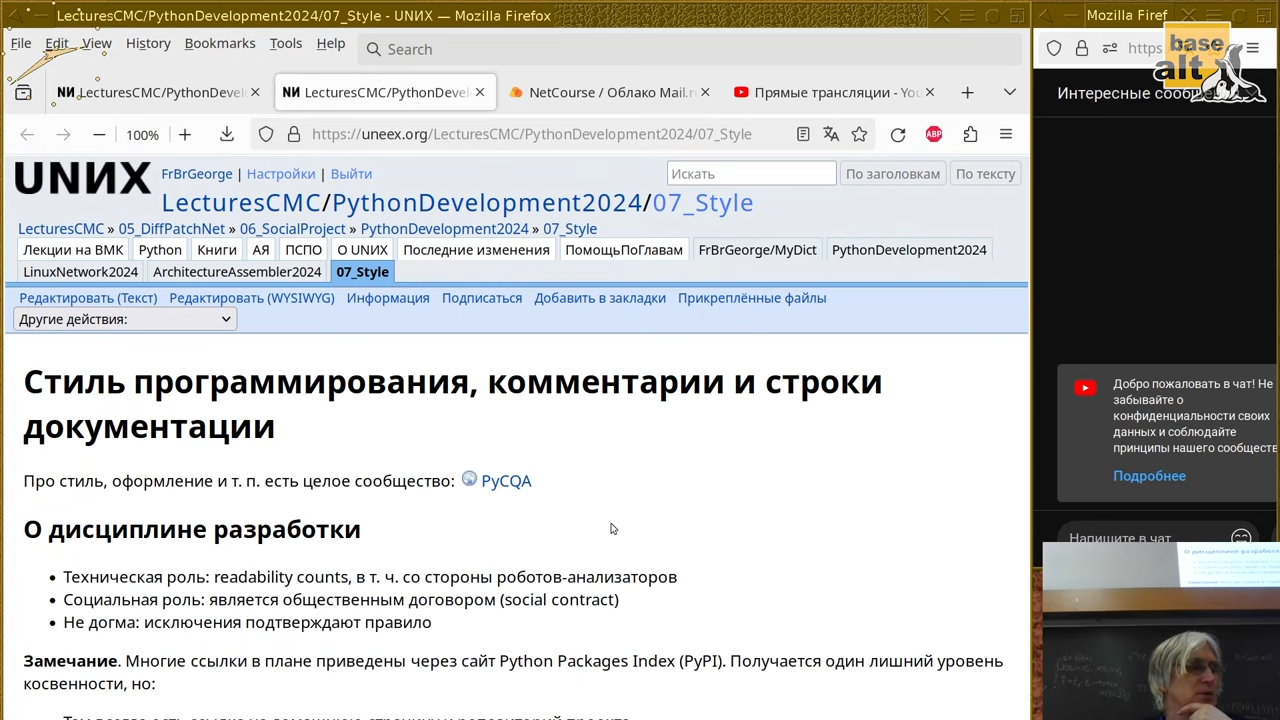 LecturesCMC/PythonDevelopment2024/07_Style - UNИX — Mozilla Firefox
Mozilla Firef
File Edit View History Bookmarks Tools Help
Search
https
base
alt
LecturesCMC/PythonDevel
LecturesCMC/PythonDevel
NetCourse / Облако Mail.r
Прямые трансляции - You
Интересные сообщ
100%
https://uneex.org/LecturesCMC/PythonDevelopment2024/07_Style
ABP
UNИX
FrBrGeorge | Настройки | Выйти
Искать
По заголовкам
По тексту
LecturesCMC/PythonDevelopment2024/07_Style
LecturesCMC » 05_DiffPatchNet » 06_SocialProject » PythonDevelopment2024 » 07_Style
Лекции на ВМК Python Книги АЯ ПСПО О UNIX Последние изменения ПомощьПоГлавам FrBrGeorge/MyDict PythonDevelopment2024
LinuxNetwork2024 ArchitectureAssembler2024 07_Style
Редактировать (Текст) Редактировать (WYSIWYG) Информация Подписаться Добавить в закладки Прикреплённые файлы
Другие действия:
Стиль программирования, комментарии и строки
документации
Про стиль, оформление и т. п. есть целое сообщество: PyCQA
О дисциплине разработки
• Техническая роль: readability counts, в т. ч. со стороны роботов-анализаторов
• Социальная роль: является общественным договором (social contract)
• Не догма: исключения подтверждают правило
Замечание. Многие ссылки в плане приведены через сайт Python Packages Index (PyPI). Получается один лишний уровень
косвенности, но:
Добро пожаловать в чат! Не
забывайте о
конфиденциальности своих
данных и соблюдайте
принципы нашего сообществ
Подробнее
Напишите в чат